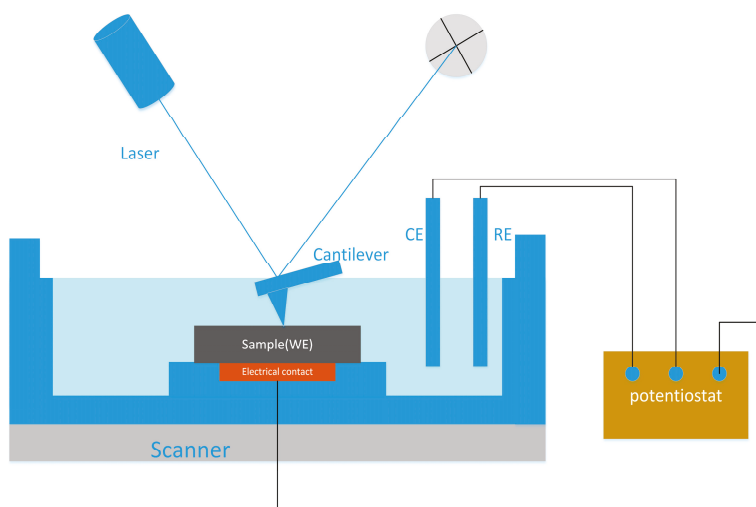 Laser
CE
RE
Cantilever
Sample(WE)
Electrical contact
potentiostat
Scanner